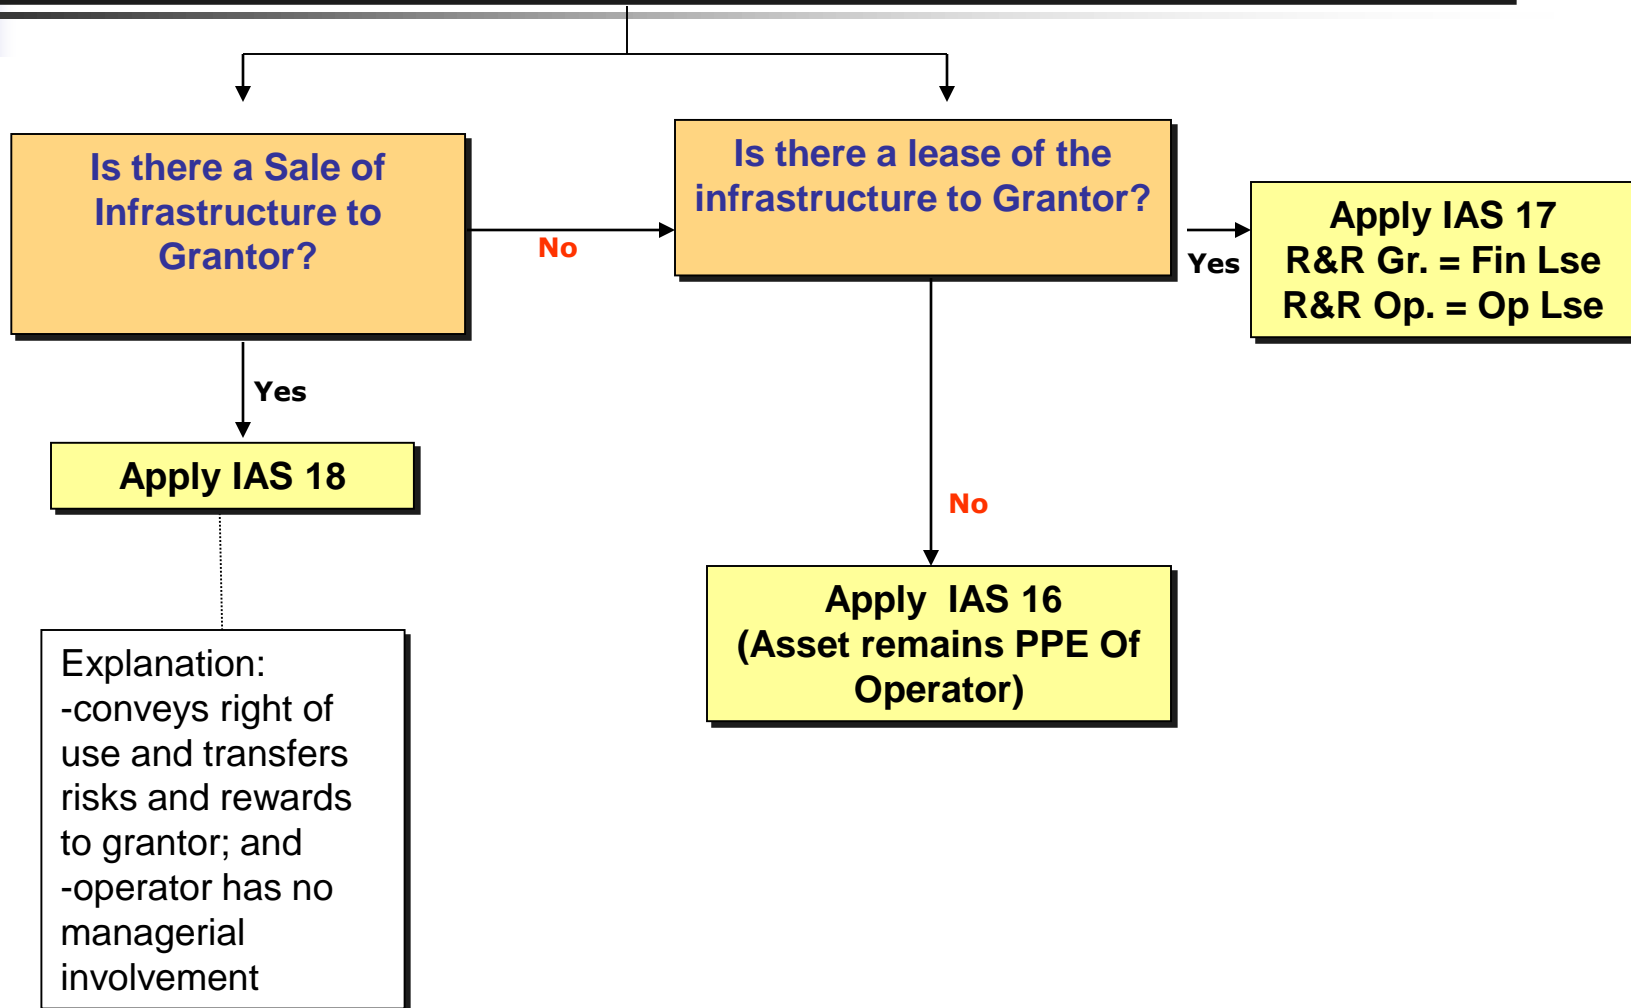 Is there a Sale of
Infrastructure to
Grantor?
No
Is there a lease of the
infrastructure to Grantor?
Yes
Apply IAS 17
R&R Gr. = Fin Lse
R&R Op. = Op Lse
Yes
Apply IAS 18
No
Apply  IAS 16
(Asset remains PPE Of
Operator)
Explanation:
-conveys right of
use and transfers
risks and rewards
to grantor; and
-operator has no
managerial
involvement